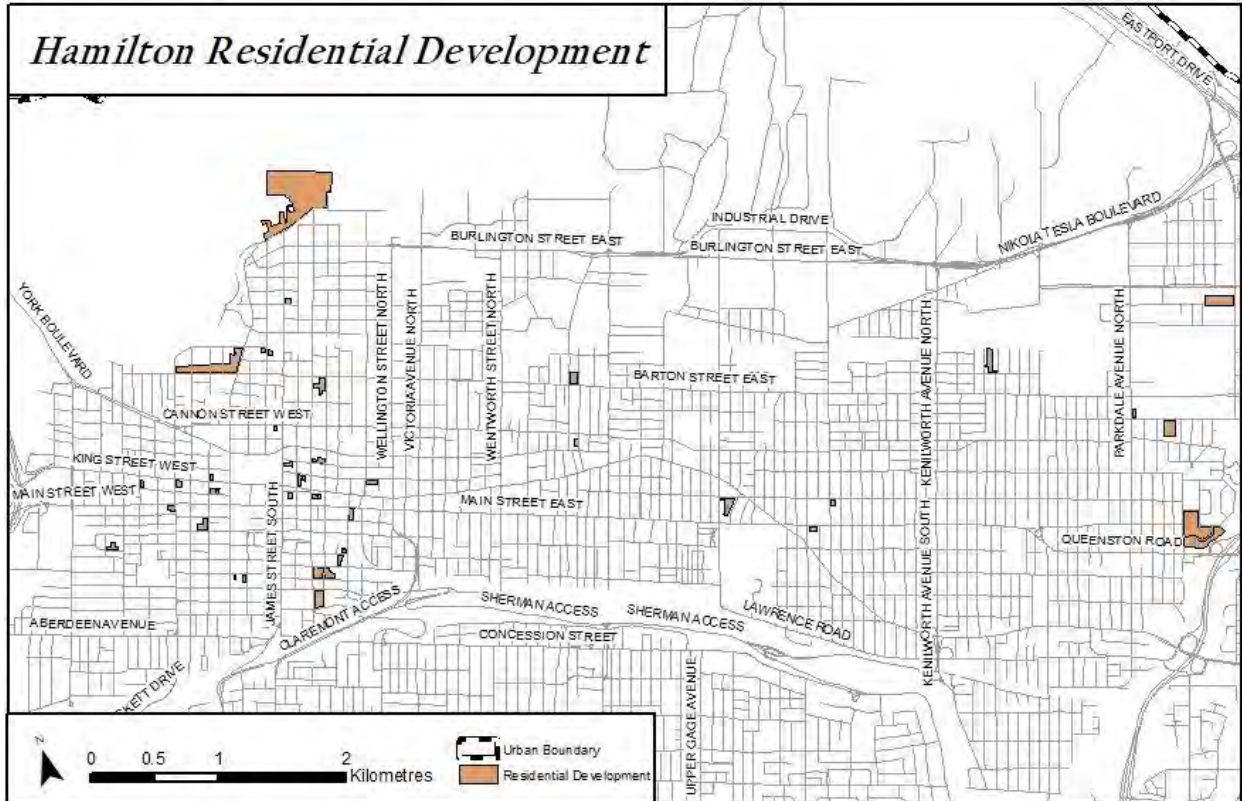 Hamilton Residential Development
EASTPORT DRIVE
INDUSTRIAL DRIVE
NIKOLA TESLA BOULEVARD
BURLINGTON STREET EAST
BURLINGTON STREET EAST
YORK BOULEVARD
WELLINGTON STREET NORTH
VICTORIA AVENUE NORTH
WENTWORTH STREET NORTH
KENILWORTH AVENUE NORTH
PARKDALE AVENUE NORTH
BARTON STREET EAST
CANNON STREET WEST
KING STREET WEST
MAIN STREET WEST
MAIN STREET EAST
JAMES STREET SOUTH
QUEENSTON ROAD
KENILWORTH AVENUE SOUTH
CLAREMONT ACCESS
SHERMAN ACCESS
SHERMAN ACCESS
LAWRENCE ROAD
ABERDEEN AVENUE
CONCESSION STREET
UPPER GAGE AVENUE
DRIVE
N
0 0.5 1 2
Kilometres
Urban Boundary
Residential Development